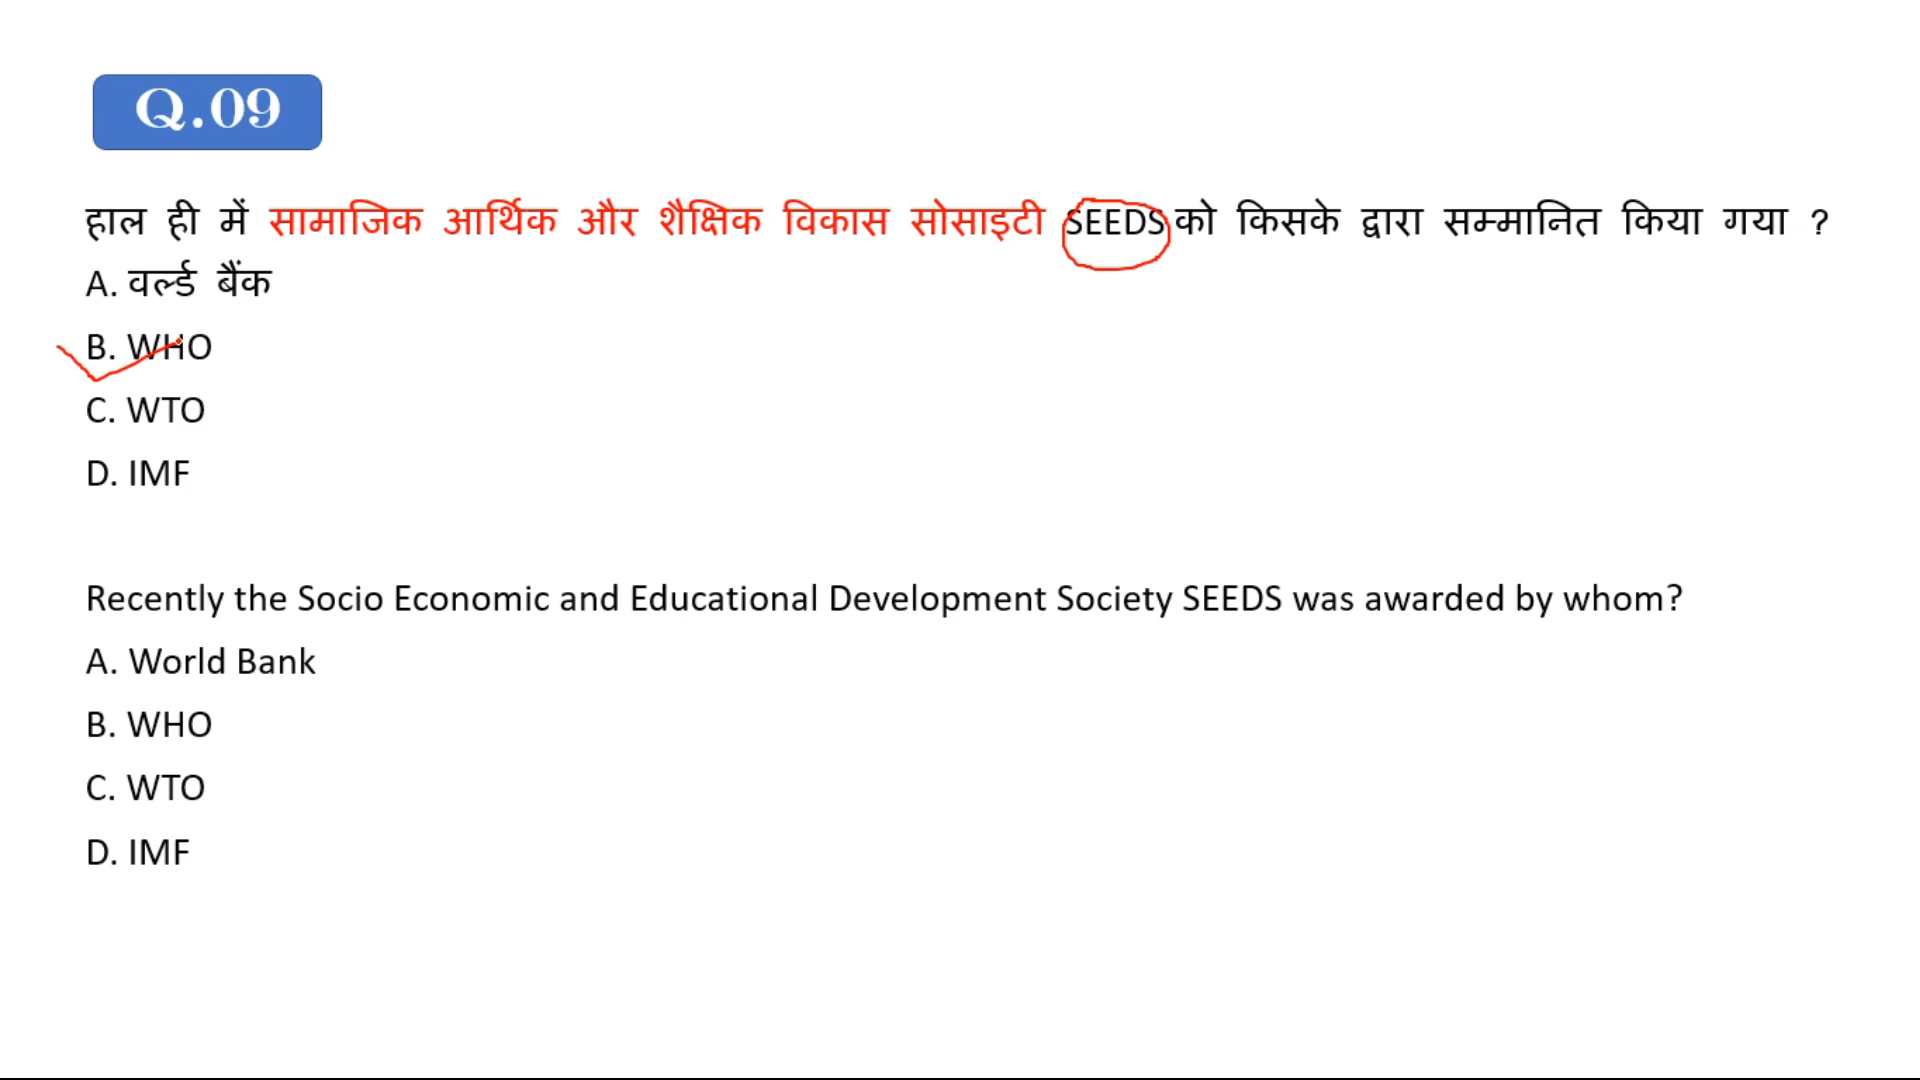 Q.09
हाल ही में सामाजिक आर्थिक और शैक्षिक विकास सोसाइटी SEEDS को किसके द्वारा सम्मानित किया गया ?
A. वर्ल्ड बैंक
B. WHO
C. WTO
D. IMF
Recently the Socio Economic and Educational Development Society SEEDS was awarded by whom?
A. World Bank
B. WHO
C. WTO
D. IMF